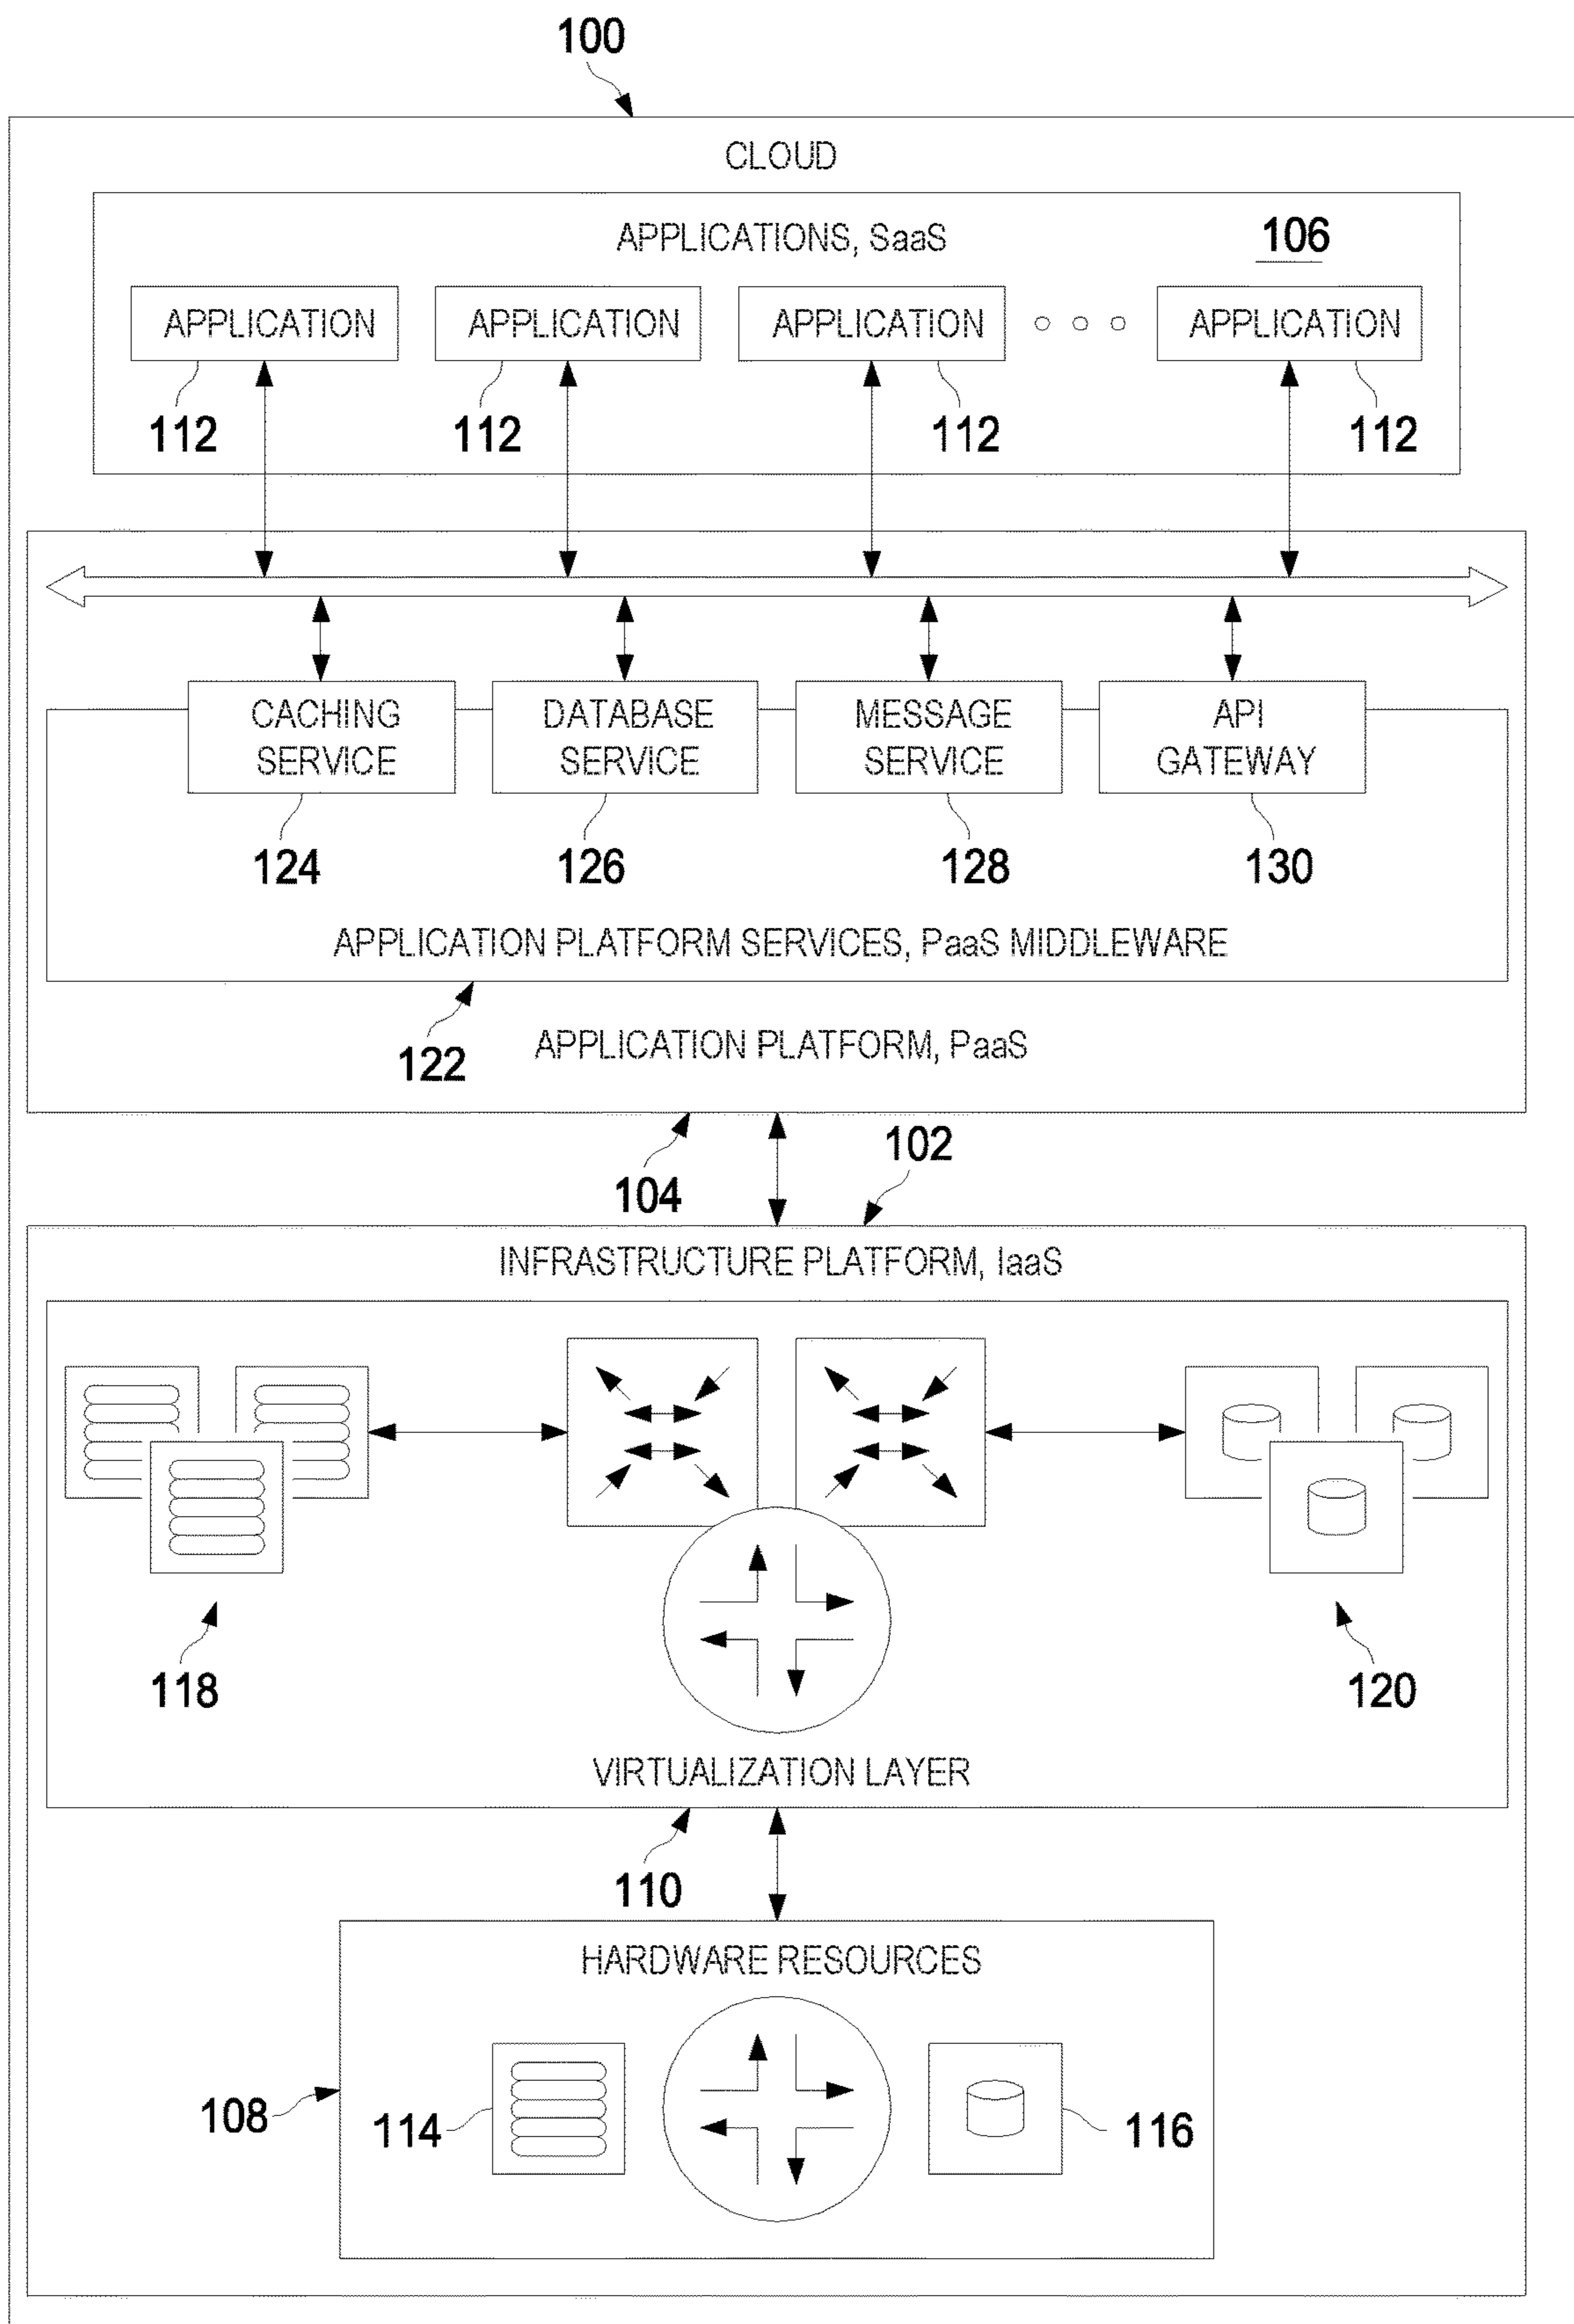 100
CLOUD
APPLICATIONS, SaaS
106
APPLICATION
APPLICATION
APPLICATION
APPLICATION
112
112
112
112
CACHING
SERVICE
DATABASE
SERVICE
MESSAGE
SERVICE
API
GATEWAY
124
126
128
130
APPLICATION PLATFORM SERVICES, PaaS MIDDLEWARE
122
APPLICATION PLATFORM, PaaS
104
102
INFRASTRUCTURE PLATFORM, IaaS
118
120
VIRTUALIZATION LAYER
110
HARDWARE RESOURCES
108
114
116